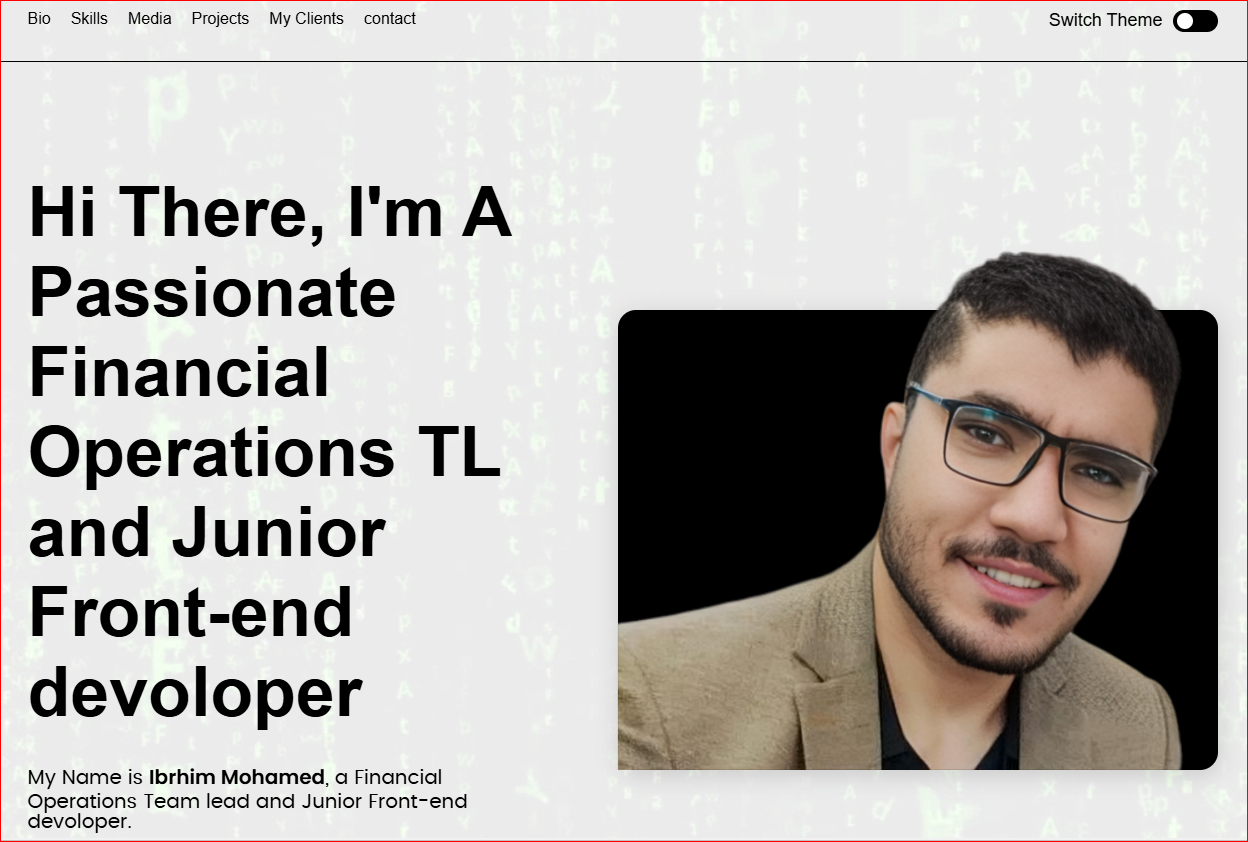 Bio Skills Media Projects My Clients contact Switch Theme
Hi There, I'm A
Passionate
Financial
Operations TL
and Junior
Front-end
devoloper
My Name is Ibrhim Mohamed, a Financial
Operations Team lead and Junior Front-end
devoloper.